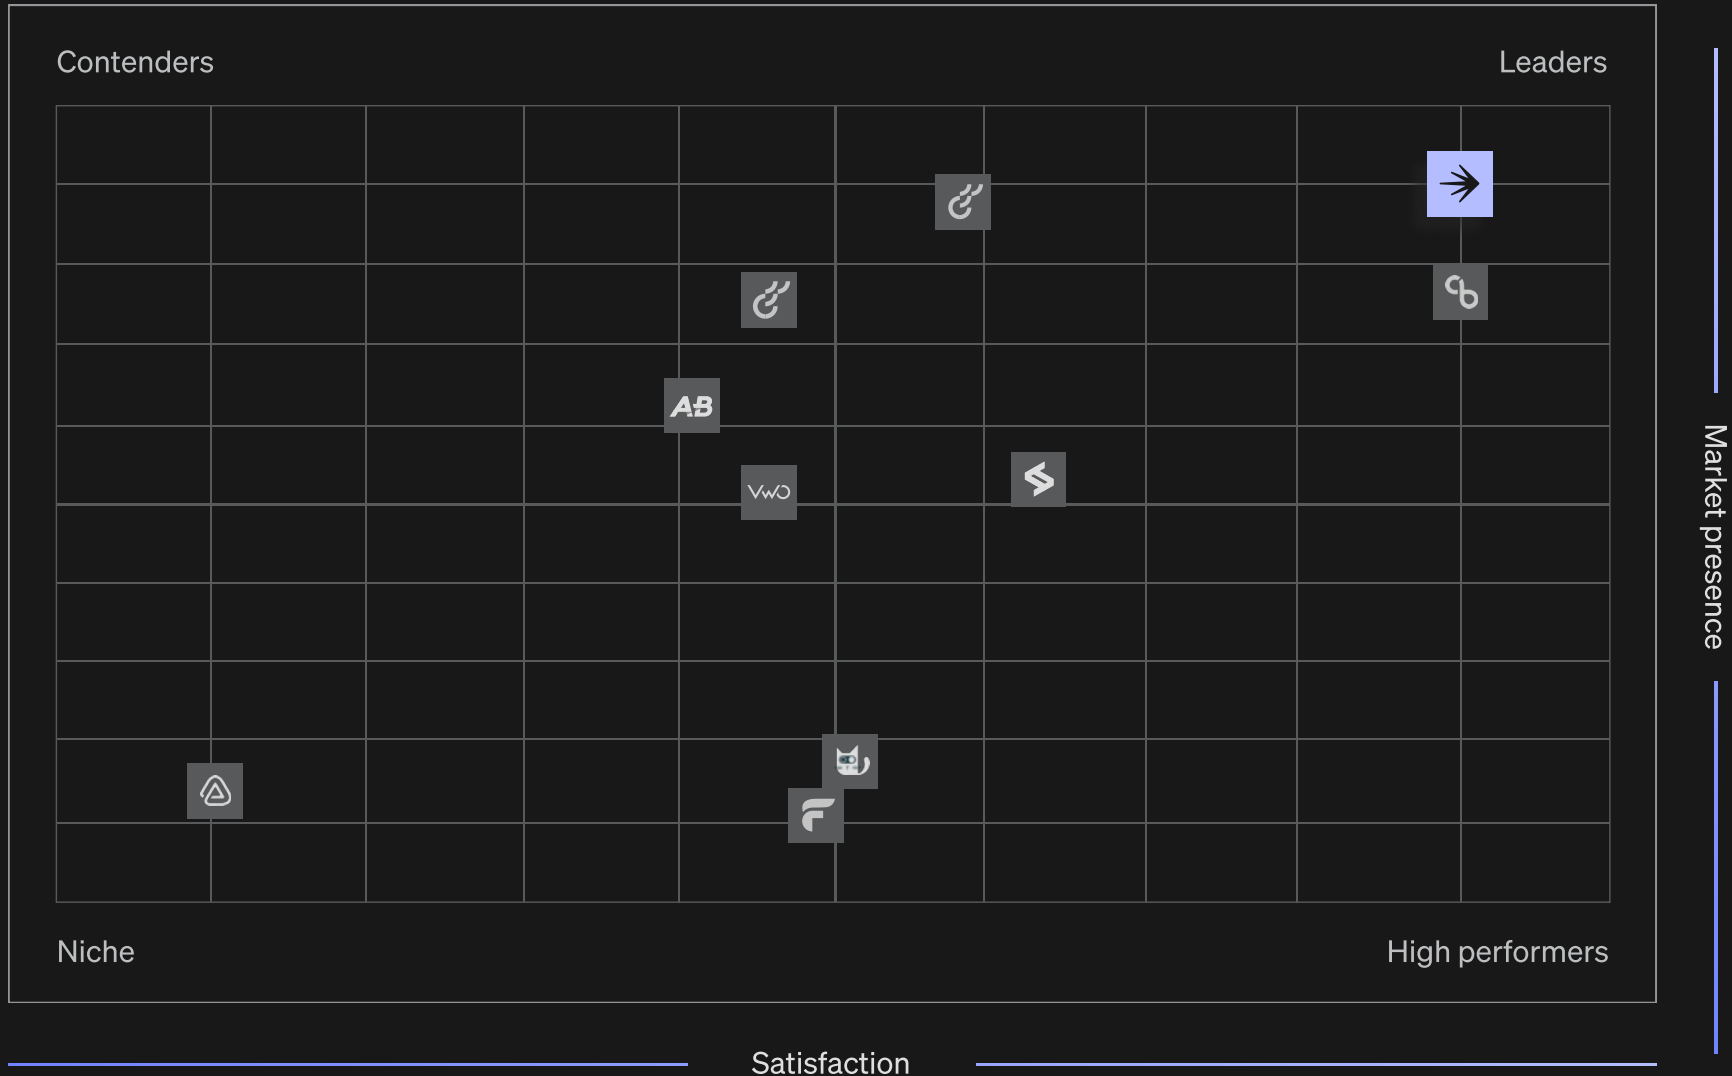 Contenders
Leaders
AB
VWO
Niche
High performers
Satisfaction
Market presence